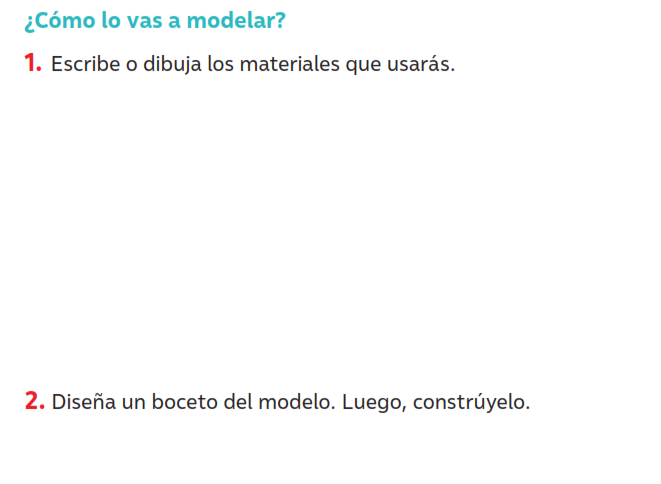 ¿Cómo lo vas a modelar?
1. Escribe o dibuja los materiales que usarás.
2. Diseña un boceto del modelo. Luego, constrúyelo.